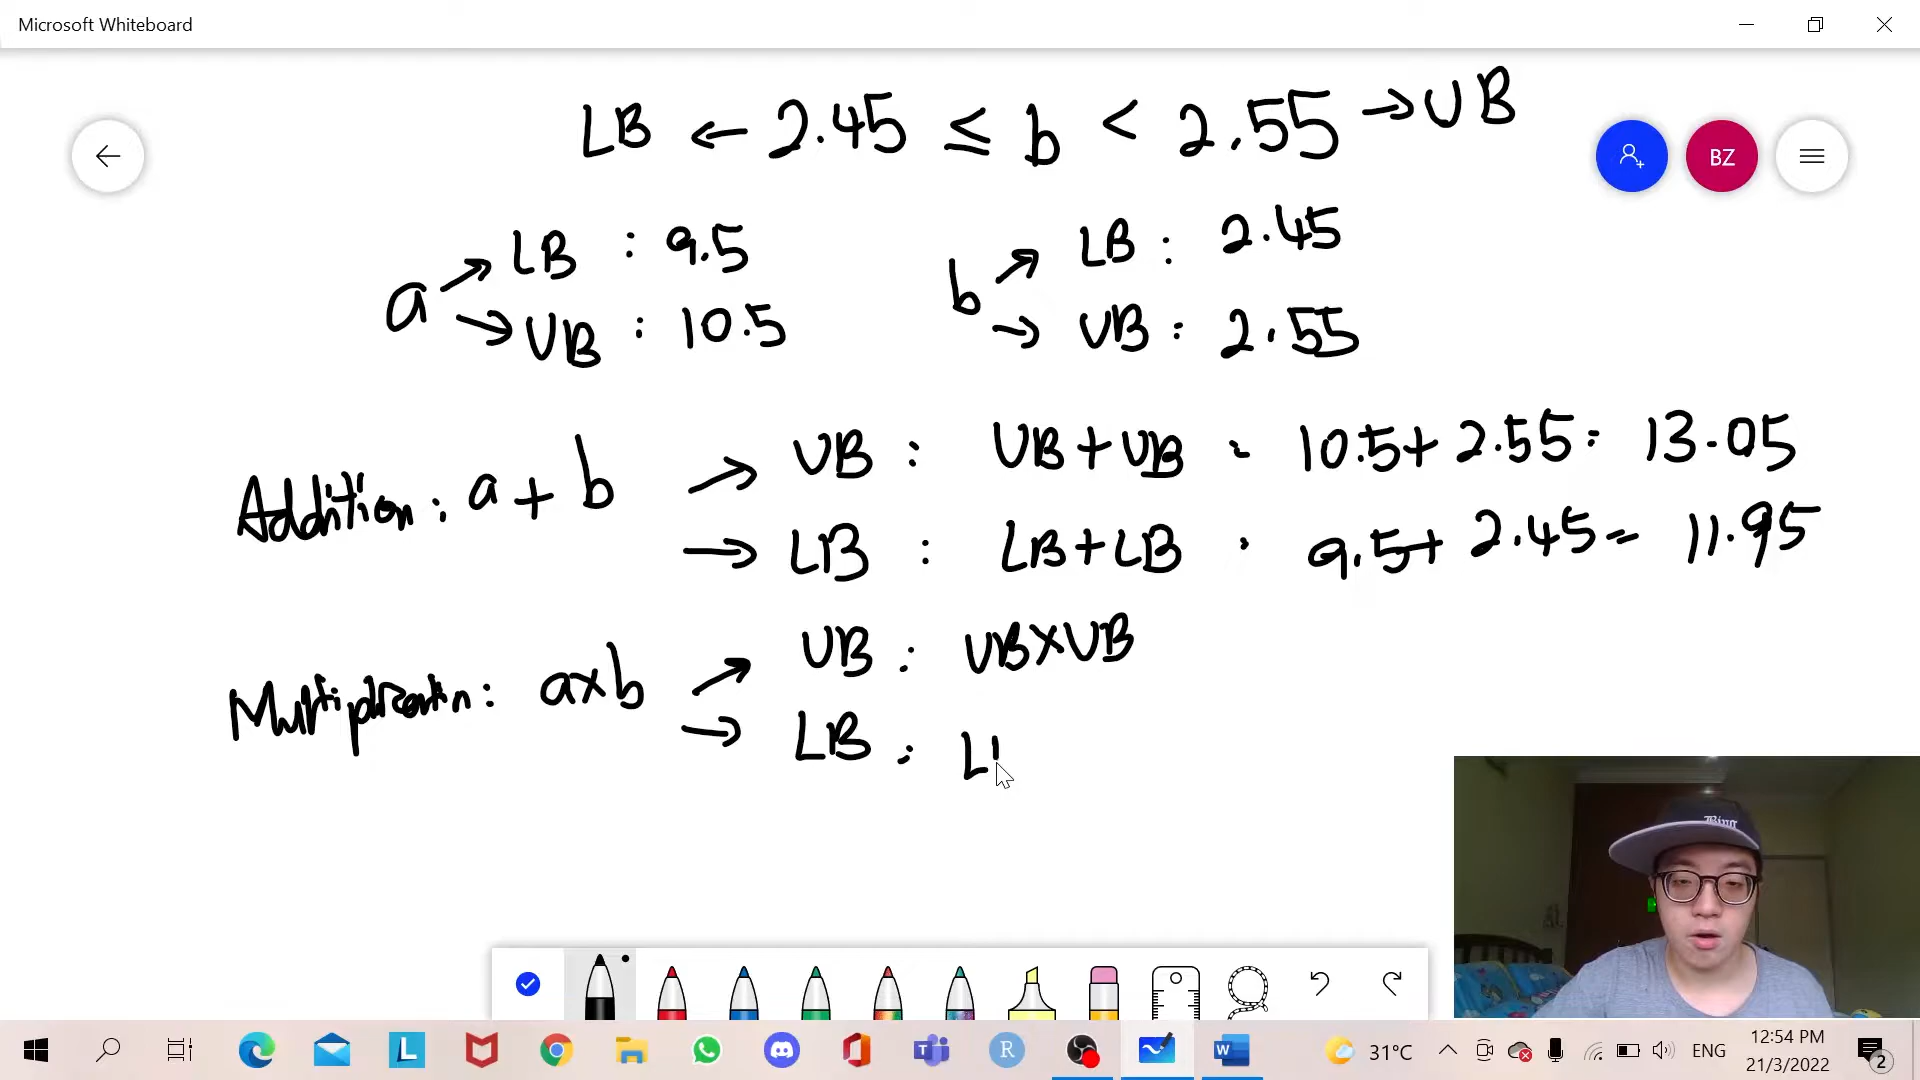 Microsoft Whiteboard
LB ← 2.45 ≤ b < 2.55 → UB
BZ
a → LB : 9.5
→ UB : 10.5
b → LB : 2.45
→ UB : 2.55
Addition : a + b → UB : UB + UB = 10.5 + 2.55 = 13.05
→ LB : LB + LB : 9.5 + 2.45 = 11.95
Multiplication : a x b → UB : UB X UB
→ LB : L
31°C
ENG
12:54 PM
21/3/2022
2